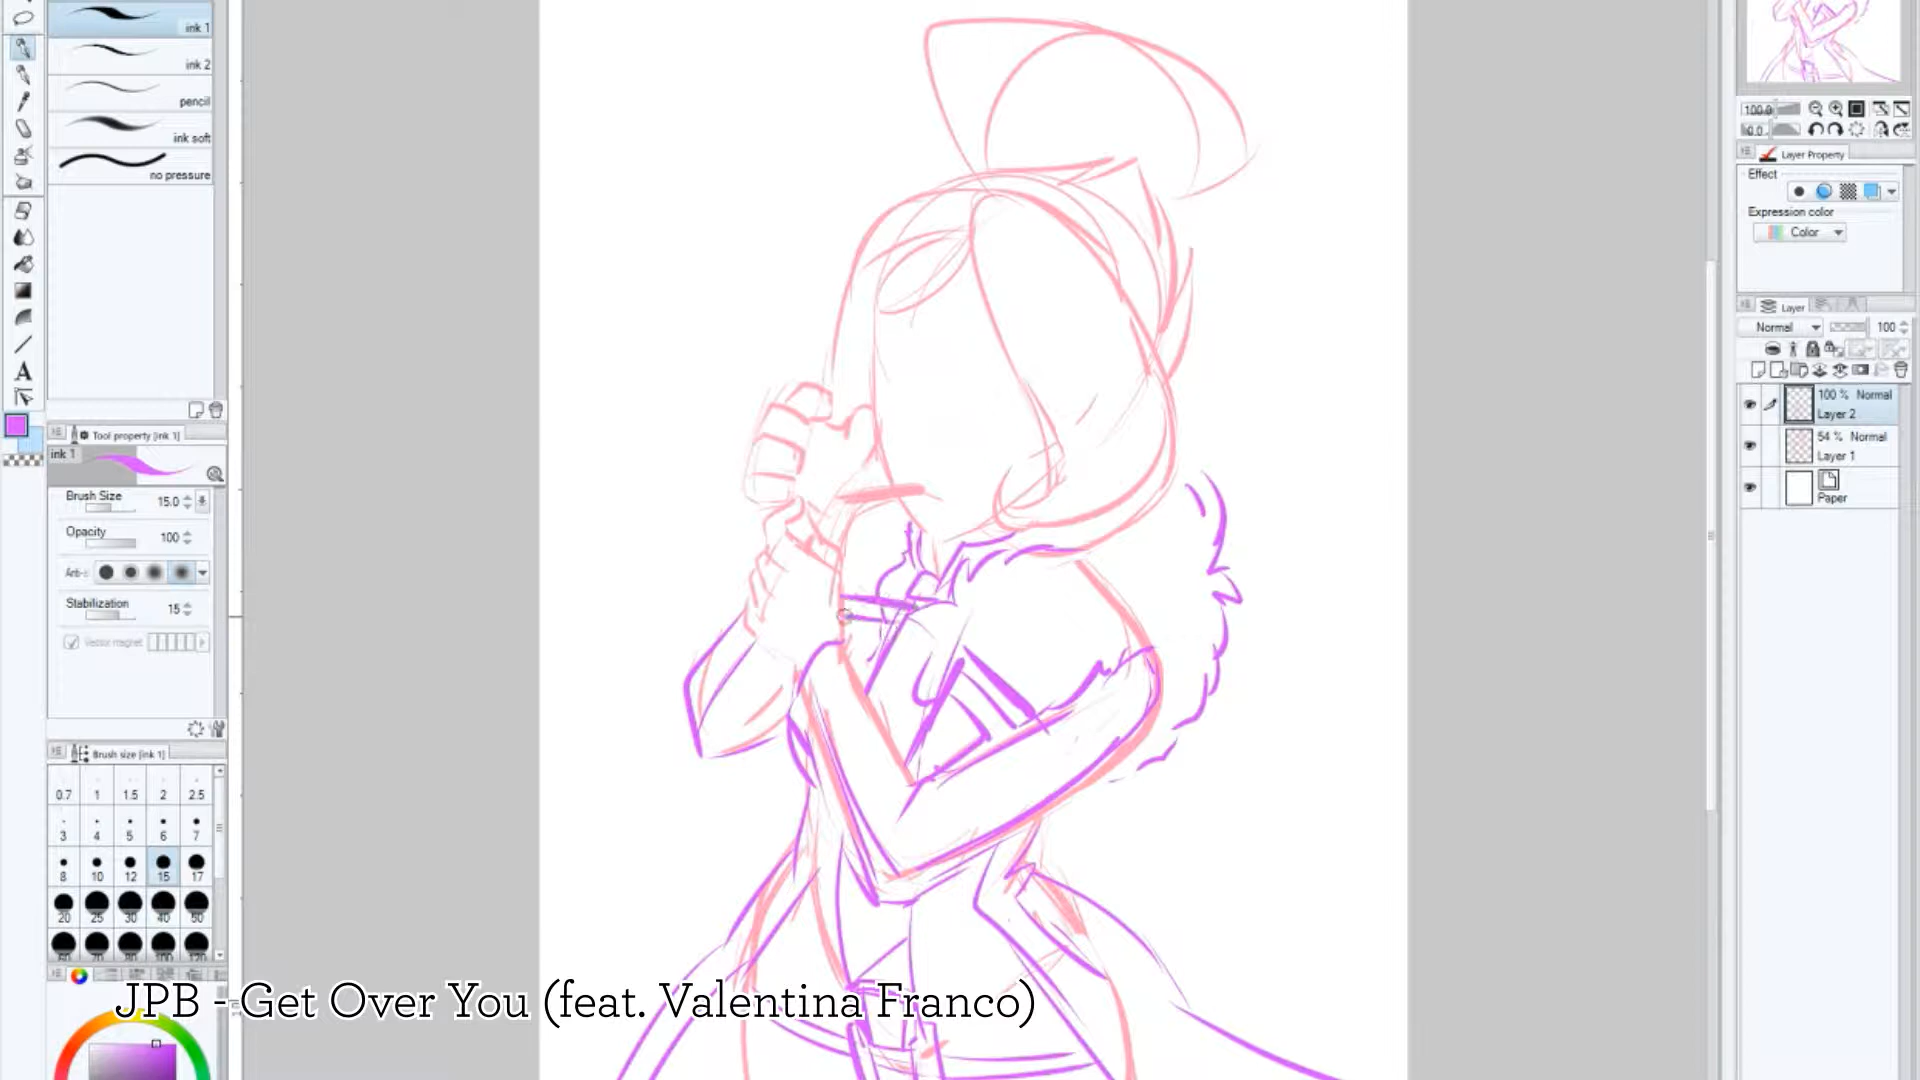 ink 1
ink 2
pencil
ink soft
no pressure
Tool property [ink 1]
ink 1
Brush Size 15.0
Opacity 100
Stabilization 15
Vector magnet
Brush size [ink 1]
0.7 1 1.5 2 2.5
3 4 5 6 7
8 10 12 15 17
20 25 30 40 50
100.0
Layer Property
Effect
Expression color
Color
Layer
Normal 100
100 % Normal
Layer 2
54 % Normal
Layer 1
Paper
JPB - Get Over You (feat. Valentina Franco)